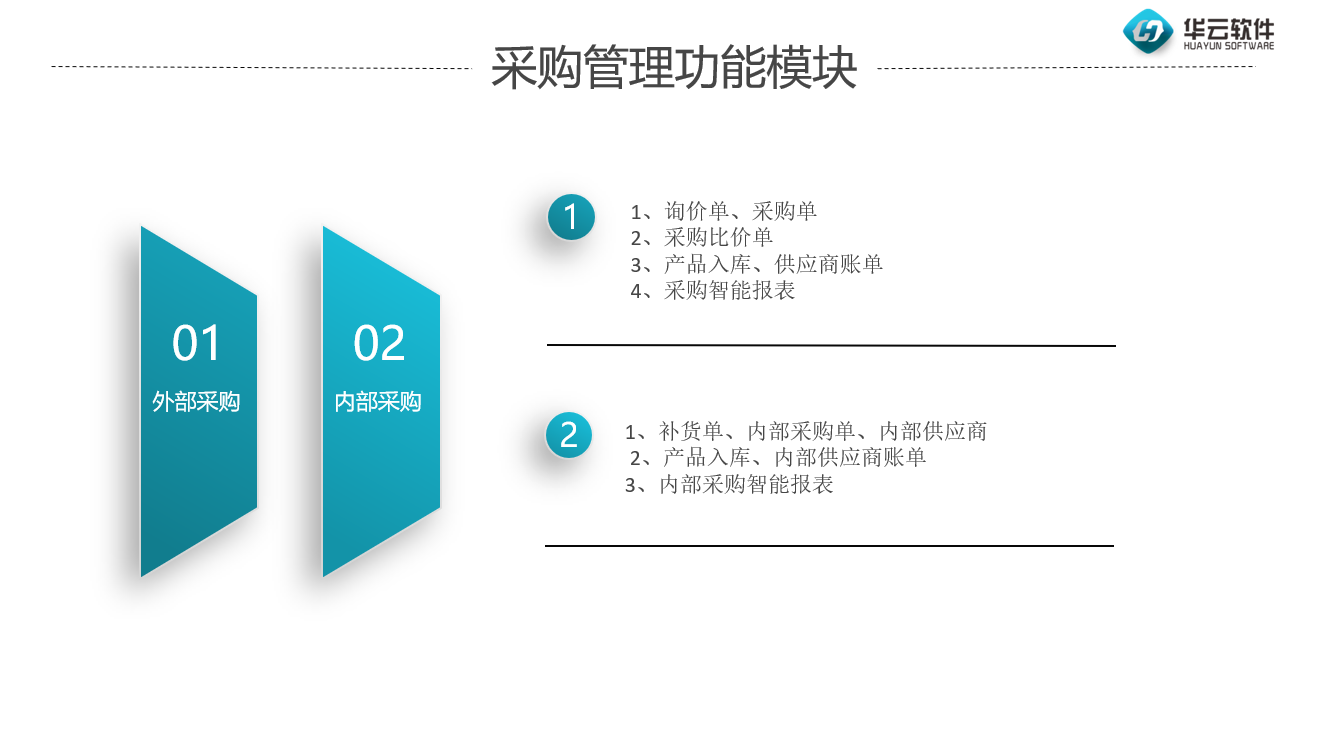 华云软件
HUAYUN SOFTWARE
采购管理功能模块
01
外部采购
02
内部采购
1
1、询价单、采购单
2、采购比价单
3、产品入库、供应商账单
4、采购智能报表
2
1、补货单、内部采购单、内部供应商
2、产品入库、内部供应商账单
3、内部采购智能报表